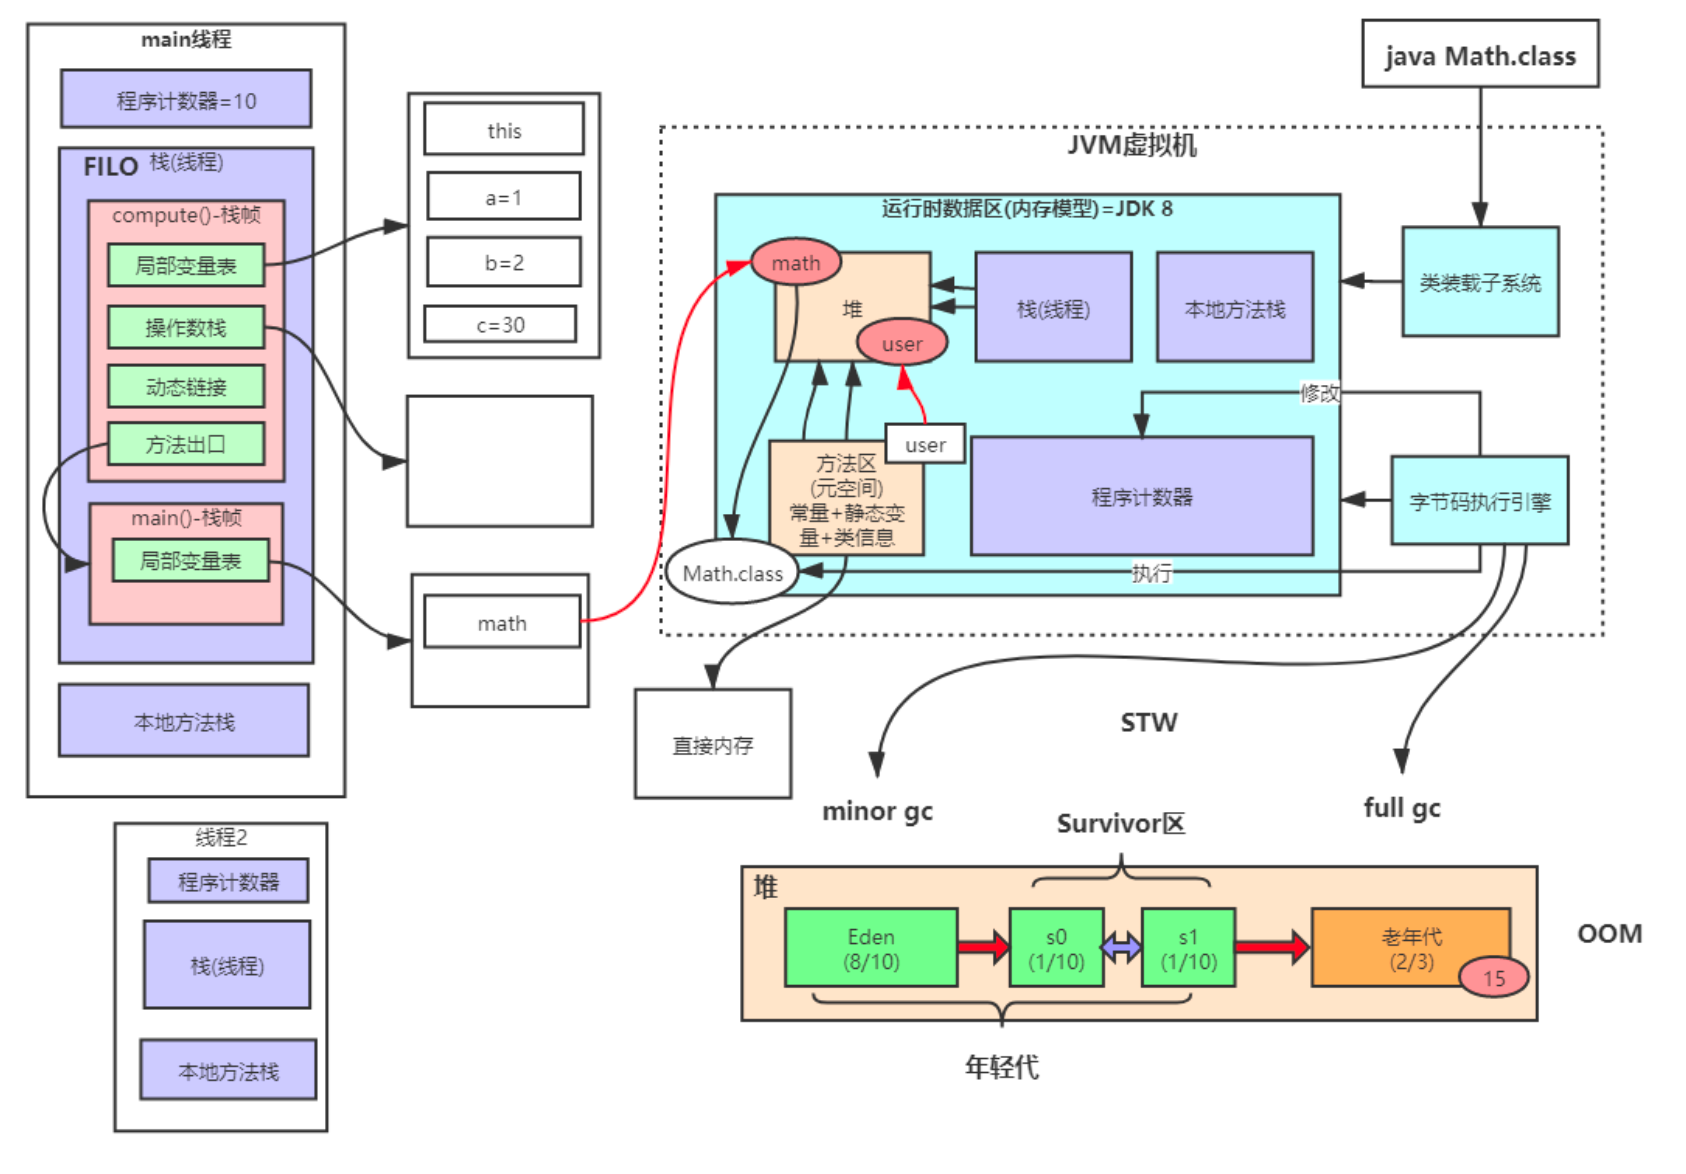 main线程
程序计数器=10
FILO 栈(线程)
compute()-栈帧
局部变量表
操作数栈
动态链接
方法出口
main()-栈帧
局部变量表
本地方法栈
this
a=1
b=2
c=30
math
线程2
程序计数器
栈(线程)
本地方法栈
java Math.class
JVM虚拟机
运行时数据区(内存模型)=JDK 8
math
堆
user
栈(线程)
本地方法栈
类装载子系统
修改
user
方法区
(元空间)
常量+静态变
量+类信息
程序计数器
字节码执行引擎
Math.class
执行
直接内存
STW
minor gc
full gc
Survivor区
堆
Eden
(8/10)
s0
(1/10)
s1
(1/10)
老年代
(2/3)
15
OOM
年轻代